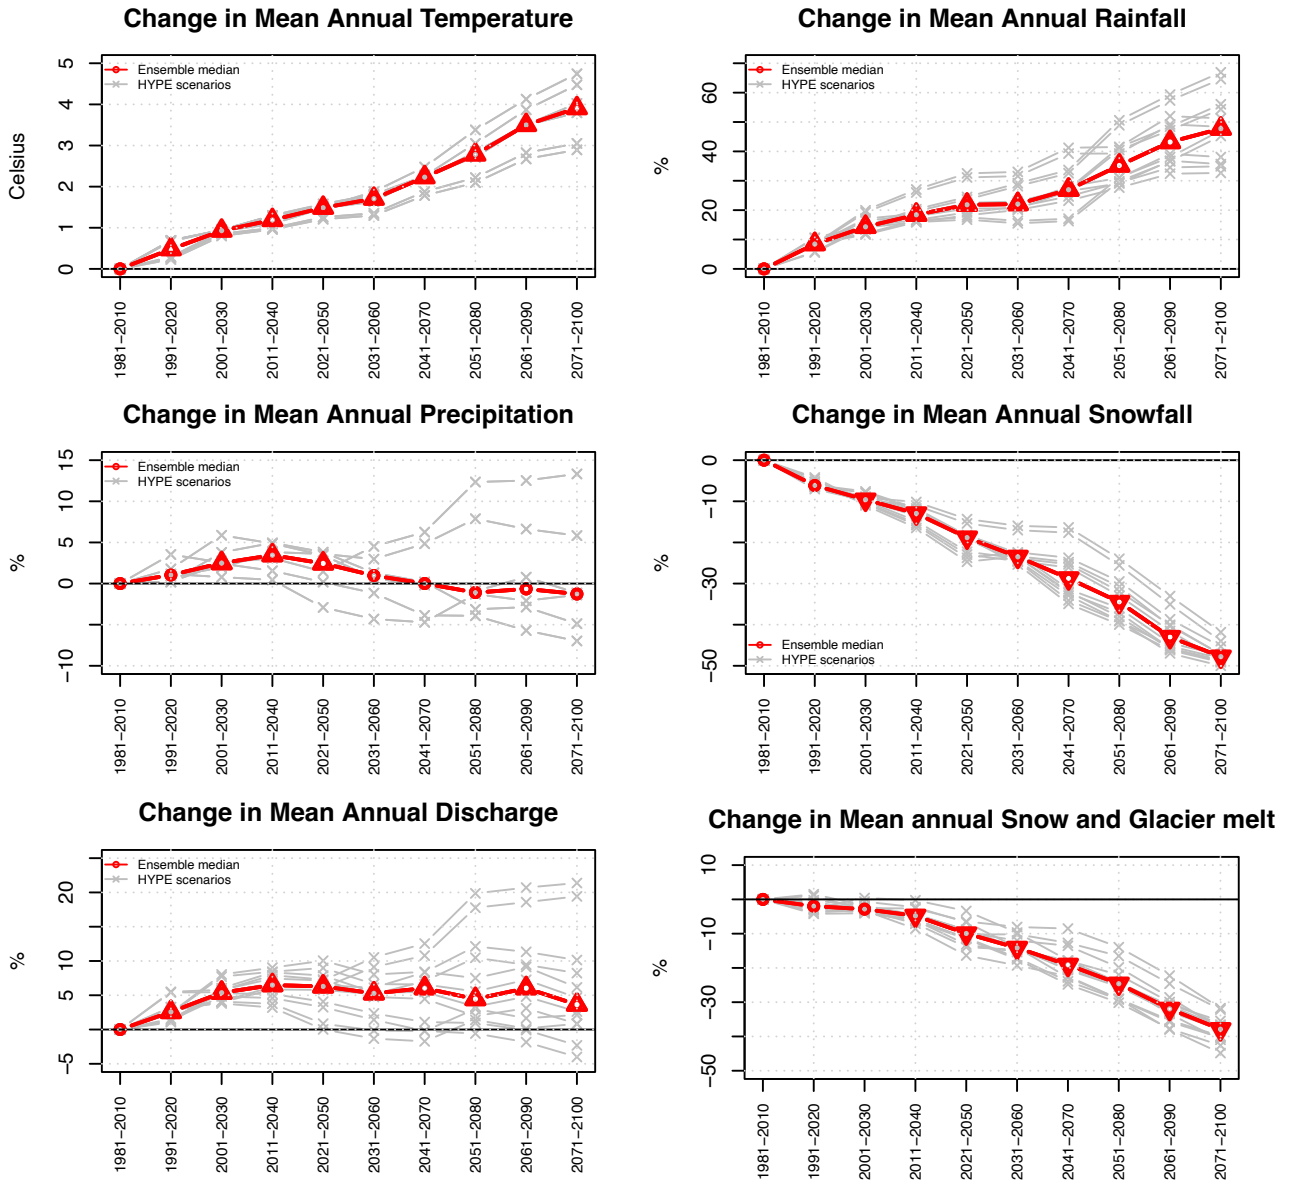 Change in Mean Annual Temperature
Celsius
0 1 2 3 4 5
Ensemble median
HYPE scenarios
1981−2010 1991−2020 2001−2030 2011−2040 2021−2050 2031−2060 2041−2070 2051−2080 2061−2090 2071−2100
Change in Mean Annual Rainfall
%
0 20 40 60
Ensemble median
HYPE scenarios
1981−2010 1991−2020 2001−2030 2011−2040 2021−2050 2031−2060 2041−2070 2051−2080 2061−2090 2071−2100
Change in Mean Annual Precipitation
%
−10 0 5 10 15
Ensemble median
HYPE scenarios
1981−2010 1991−2020 2001−2030 2011−2040 2021−2050 2031−2060 2041−2070 2051−2080 2061−2090 2071−2100
Change in Mean Annual Snowfall
%
−50 −30 −10 0
Ensemble median
HYPE scenarios
1981−2010 1991−2020 2001−2030 2011−2040 2021−2050 2031−2060 2041−2070 2051−2080 2061−2090 2071−2100
Change in Mean Annual Discharge
%
−5 5 10 20
Ensemble median
HYPE scenarios
1981−2010 1991−2020 2001−2030 2011−2040 2021−2050 2031−2060 2041−2070 2051−2080 2061−2090 2071−2100
Change in Mean annual Snow and Glacier melt
%
−50 −30 −10 10
1981−2010 1991−2020 2001−2030 2011−2040 2021−2050 2031−2060 2041−2070 2051−2080 2061−2090 2071−2100